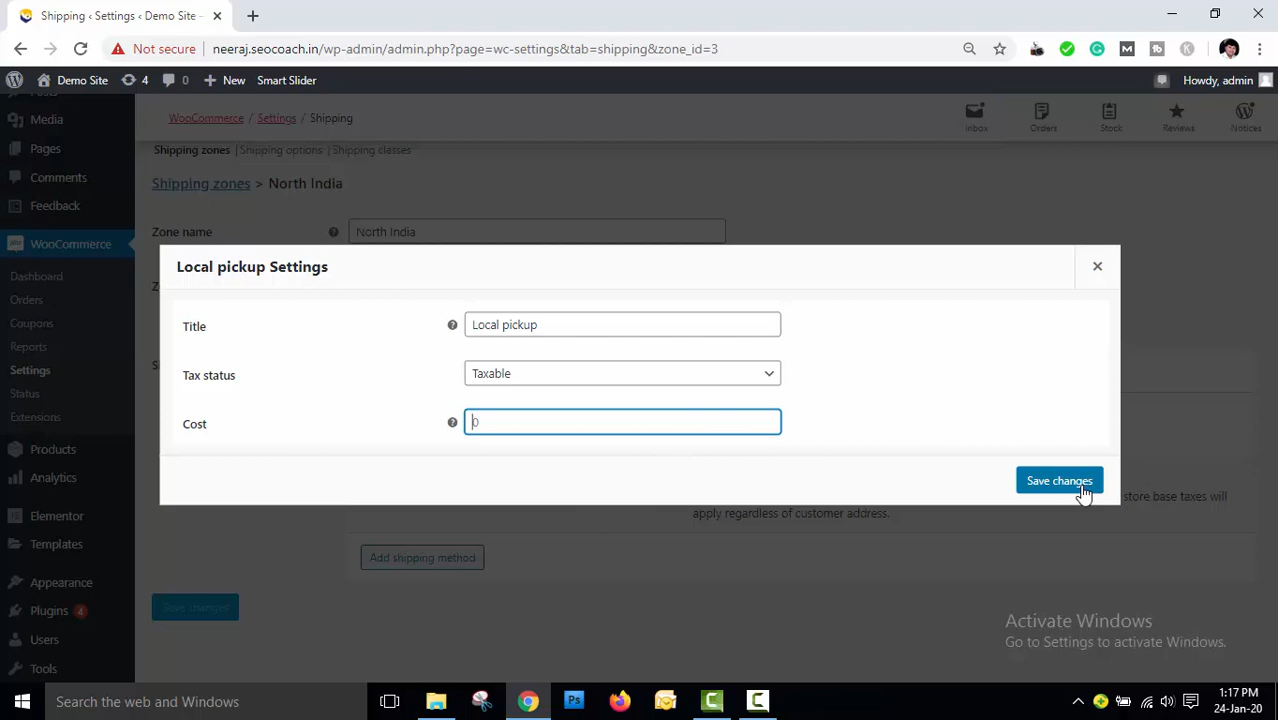 Shipping ‹ Settings ‹ Demo Site –
Not secure neeraj.seocoach.in/wp-admin/admin.php?page=wc-settings&tab=shipping&zone_id=3
Demo Site 4 0 New Smart Slider Howdy, admin
Posts
Media
Pages
Comments
Feedback
WooCommerce
Dashboard
Orders
Coupons
Reports
Settings
Status
Extensions
Products
Analytics
Elementor
Templates
Appearance
Plugins 4
Users
Tools
WooCommerce / Settings / Shipping
Inbox Orders Stock Reviews Notices
Shipping zones | Shipping options | Shipping classes
Shipping zones > North India
Zone name North India
Local pickup Settings
Title Local pickup
Tax status Taxable
Cost 0
Save changes
store base taxes will
apply regardless of customer address.
Add shipping method
Save changes
Activate Windows
Go to Settings to activate Windows.
Search the web and Windows
1:17 PM
24-Jan-20